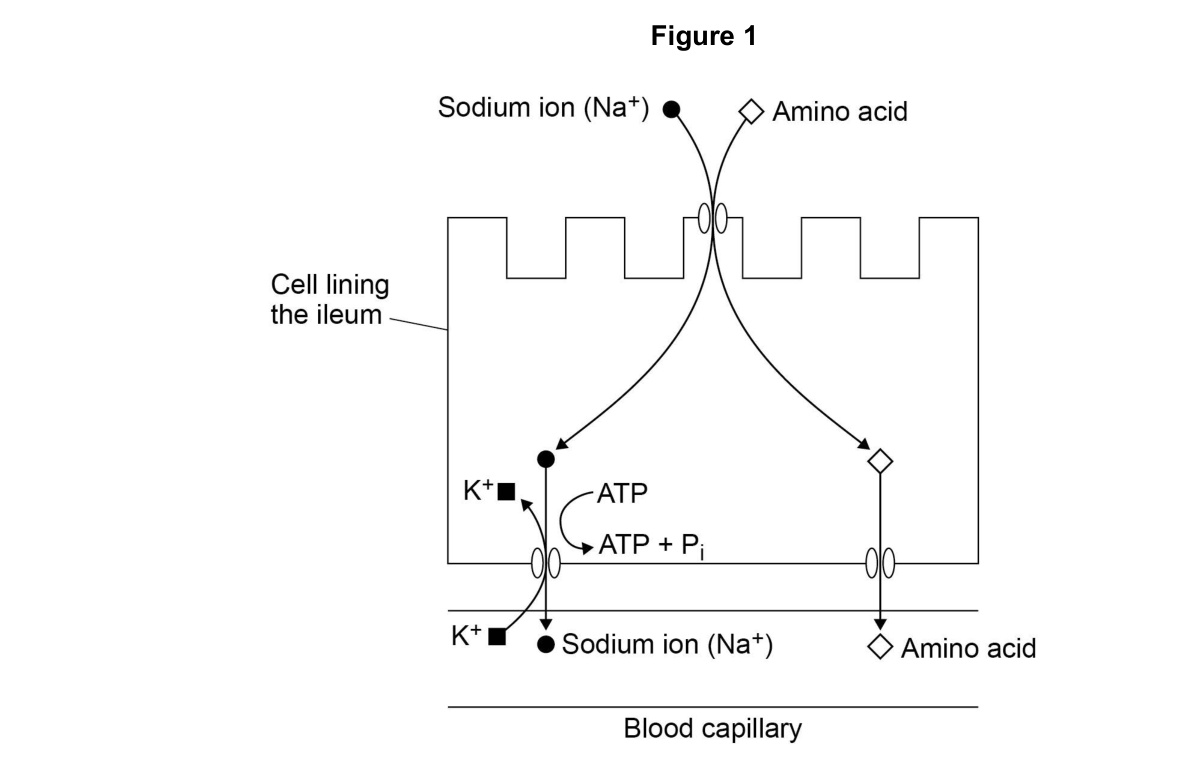 Figure 1
Sodium ion (Na⁺)
Amino acid
Cell lining
the ileum
K⁺
ATP
ATP + Pᵢ
K⁺
Sodium ion (Na⁺)
Amino acid
Blood capillary